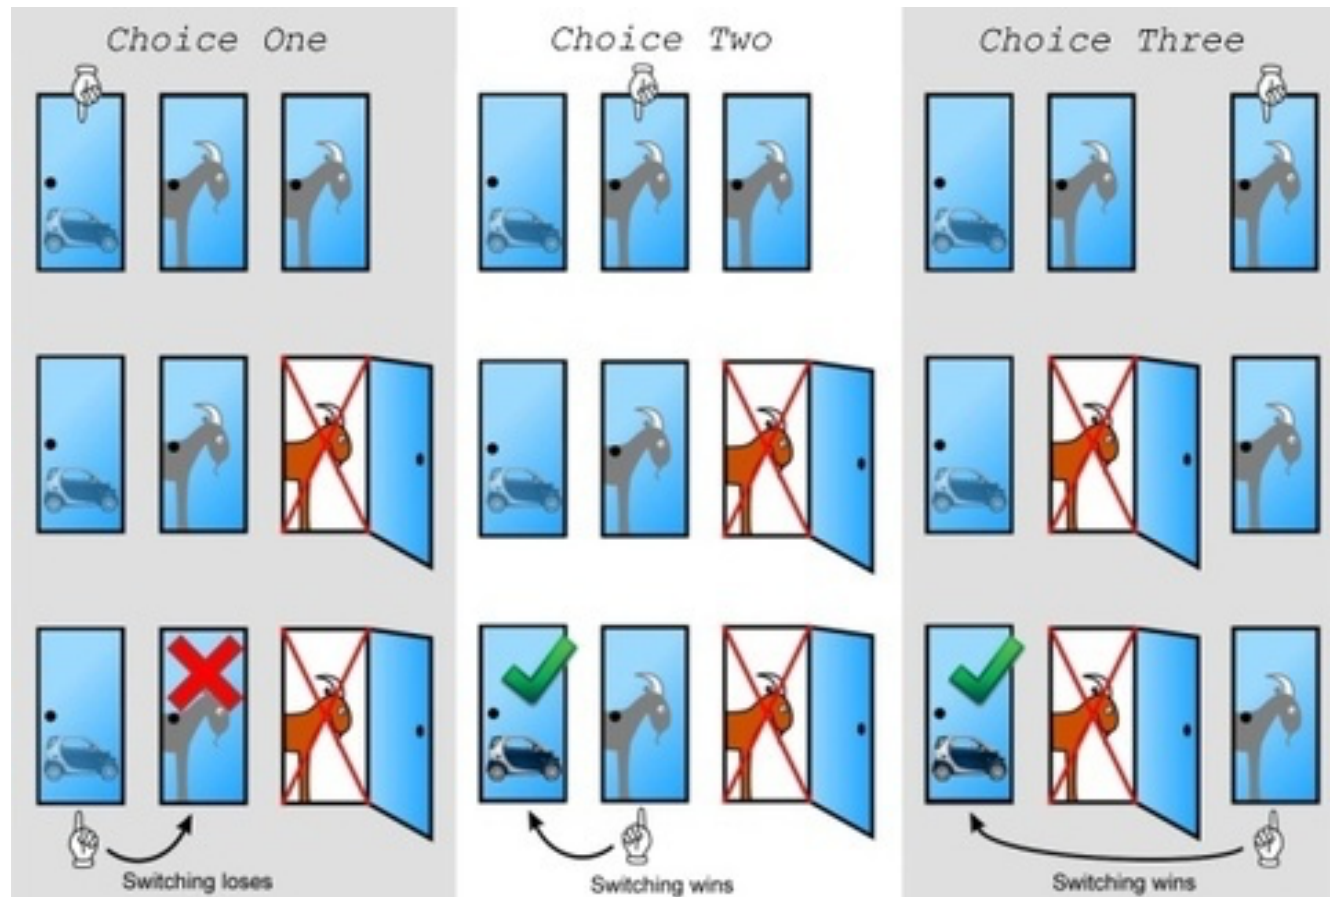 Choice One
Choice Two
Choice Three
Switching loses
Switching wins
Switching wins